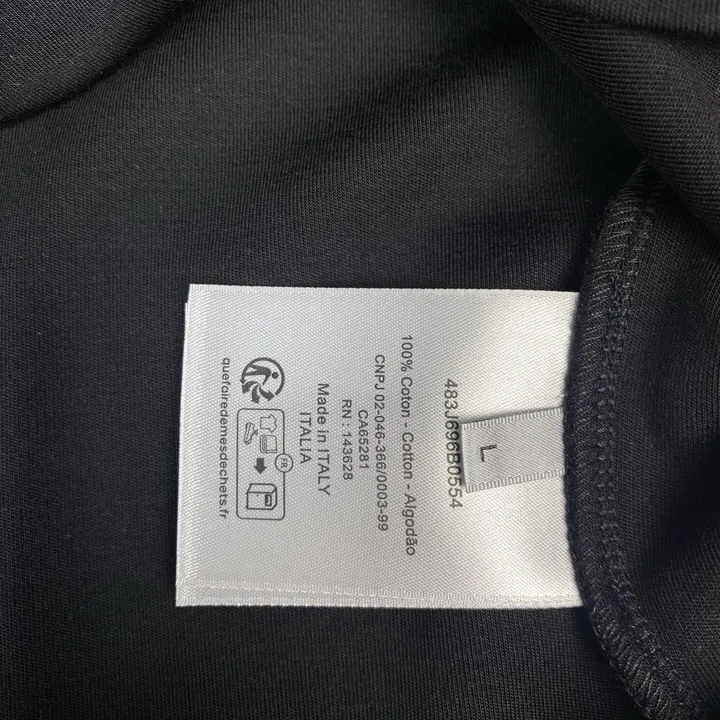 483J696B0554
L
100% Coton - Cotton - Algodão
CNPJ 02-046-366/0003-99
CA65281
RN : 143628
Made in ITALY
ITALIA
FR
quefairedemesdechets.fr